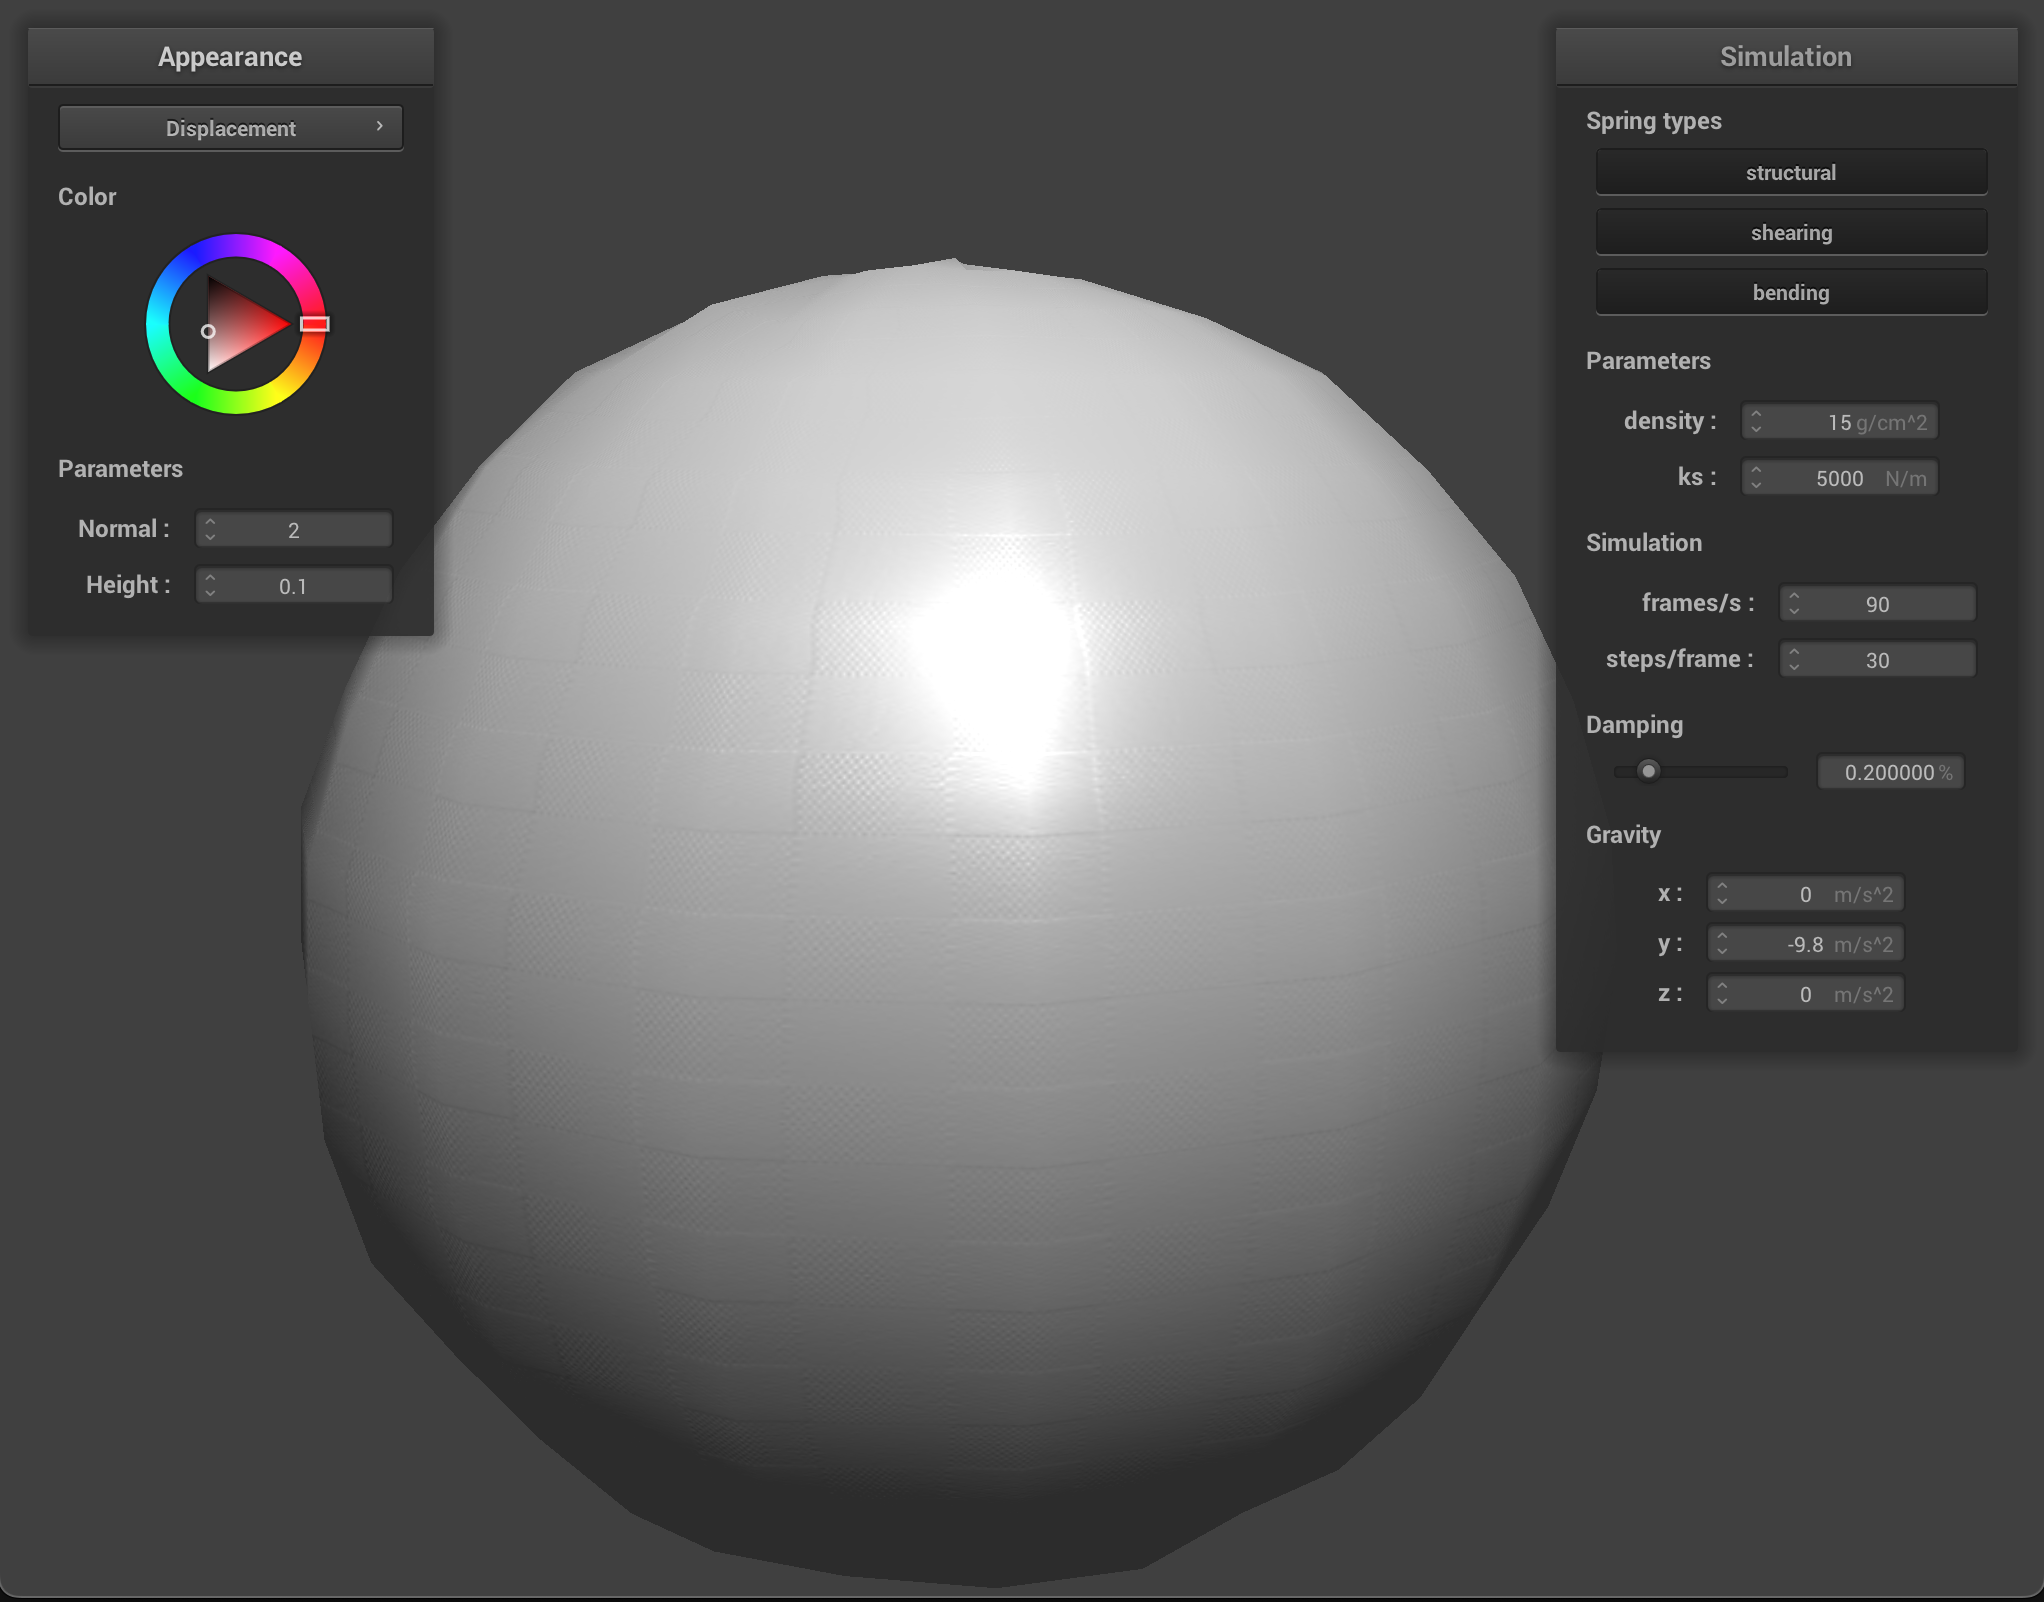 Appearance
Displacement
Color
Parameters
Normal : 2
Height : 0.1
Simulation
Spring types
structural
shearing
bending
Parameters
density : 15 g/cm^2
ks : 5000 N/m
Simulation
frames/s : 90
steps/frame : 30
Damping
0.200000 %
Gravity
x : 0 m/s^2
y : -9.8 m/s^2
z : 0 m/s^2